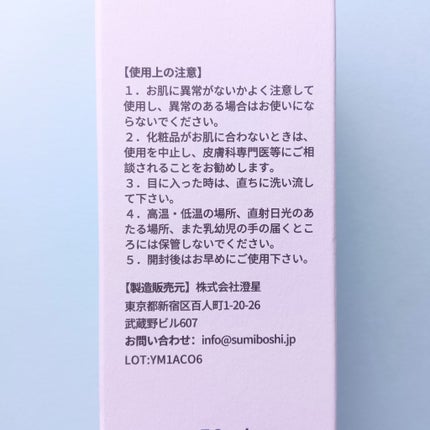 【使用上の注意】
１．お肌に異常がないかよく注意して
使用し、異常のある場合はお使いにな
らないでください。
２．化粧品がお肌に合わないときは、
使用を中止し、皮膚科専門医等にご相
談されることをお勧めします。
３．目に入った時は、直ちに洗い流し
て下さい。
４．高温・低温の場所、直射日光のあ
たる場所、また乳幼児の手の届くとこ
ろには保管しないでください。
５．開封後はお早めにご使用下さい。
【製造販売元】株式会社澄星
東京都新宿区百人町1-20-26
武蔵野ビル607
お問い合わせ：info@sumiboshi.jp
LOT:YM1ACO6